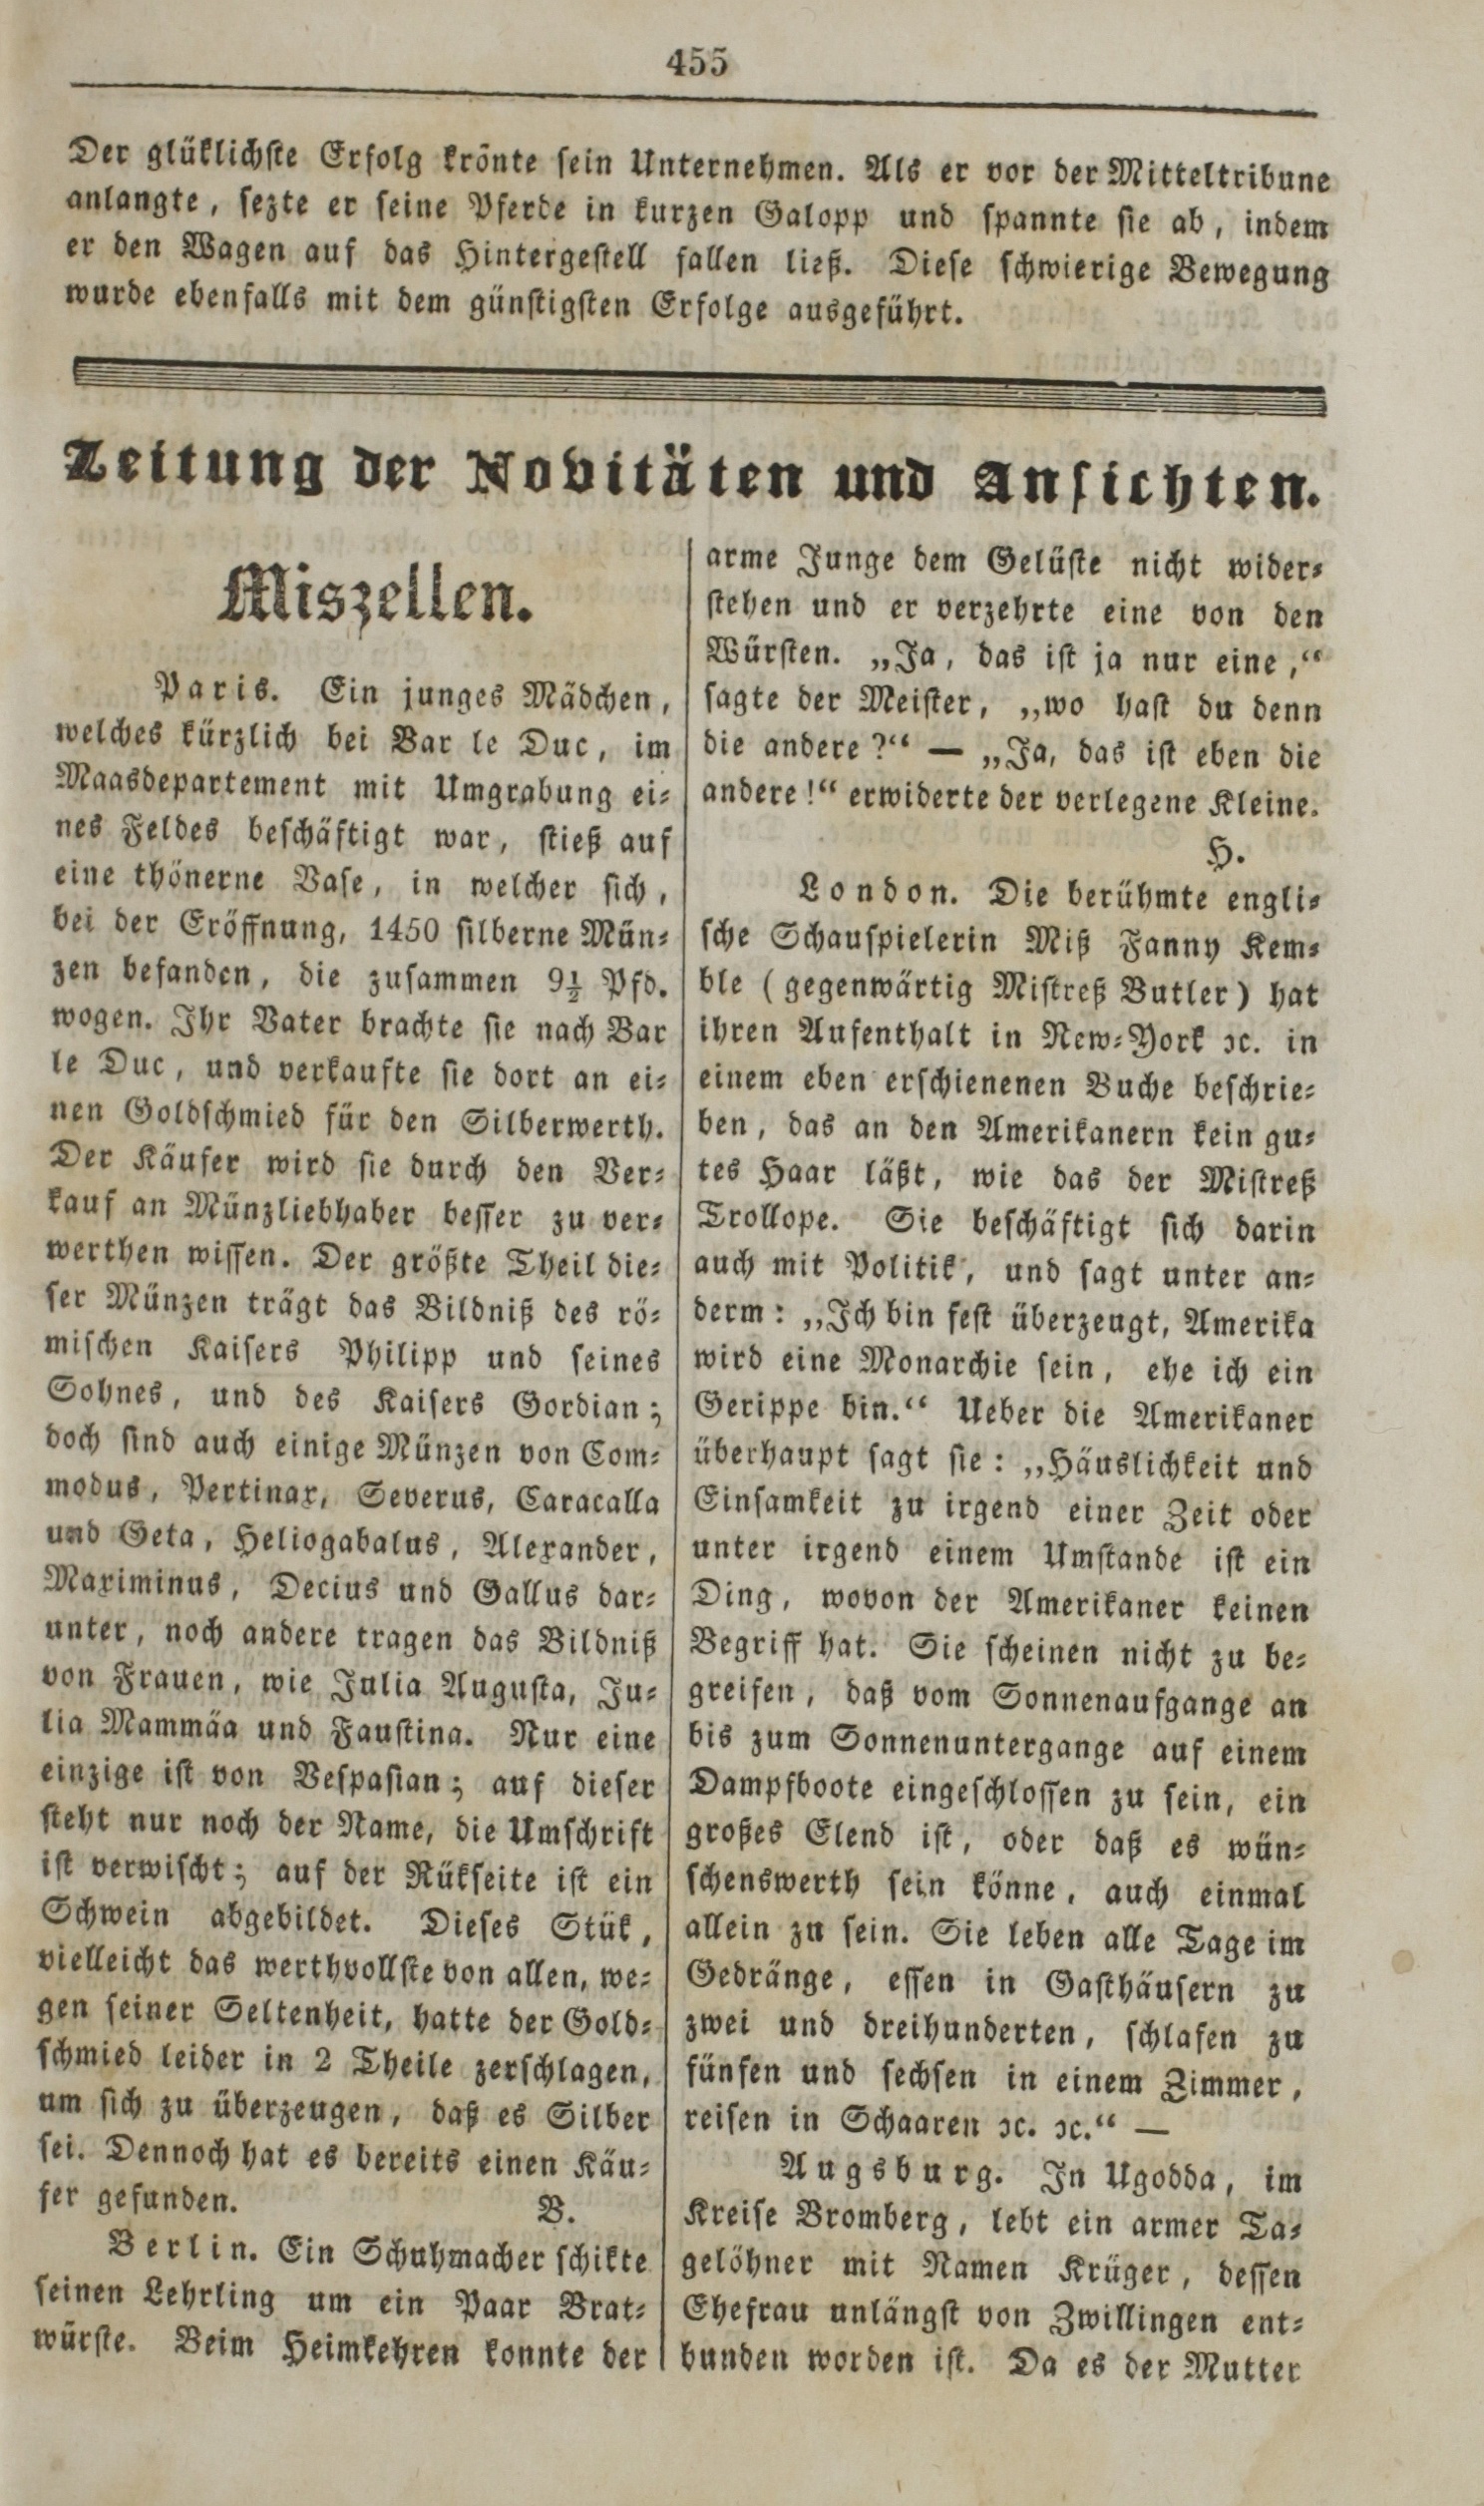 455
Der glüklichste Erfolg krönte sein Unternehmen. Als er vor der Mitteltribune
anlangte, sezte er seine Pferde in kurzen Galopp und spannte sie ab, indem
er den Wagen auf das Hintergestell fallen ließ. Diese schwierige Bewegung
wurde ebenfalls mit dem günstigsten Erfolge ausgeführt.
Zeitung der Novitäten und Ansichten.
Miszellen.
Paris. Ein junges Mädchen,
welches kürzlich bei Bar le Duc, im
Maasdepartement mit Umgrabung ei-
nes Feldes beschäftigt war, stieß auf
eine thönerne Vase, in welcher sich,
bei der Eröffnung, 1450 silberne Mün-
zen befanden, die zusammen 9½ Pfd.
wogen. Ihr Vater brachte sie nach Bar
le Duc, und verkaufte sie dort an ei-
nen Goldschmied für den Silberwerth.
Der Käufer wird sie durch den Ver-
kauf an Münzliebhaber besser zu ver-
werthen wissen. Der größte Theil die-
ser Münzen trägt das Bildniß des rö-
mischen Kaisers Philipp und seines
Sohnes, und des Kaisers Gordian;
doch sind auch einige Münzen von Com-
modus, Pertinax, Severus, Caracalla
und Geta, Heliogabalus, Alexander,
Maximinus, Decius und Gallus dar-
unter, noch andere tragen das Bildniß
von Frauen, wie Julia Augusta, Ju-
lia Mammäa und Faustina. Nur eine
einzige ist von Vespasian; auf dieser
steht nur noch der Name, die Umschrift
ist verwischt; auf der Rükseite ist ein
Schwein abgebildet. Dieses Stük,
vielleicht das werthvollste von allen, we-
gen seiner Seltenheit, hatte der Gold-
schmied leider in 2 Theile zerschlagen,
um sich zu überzeugen, daß es Silber
sei. Dennoch hat es bereits einen Käu-
fer gefunden. B.
Berlin. Ein Schuhmacher schikte
seinen Lehrling um ein Paar Brat-
würste. Beim Heimkehren konnte der
arme Junge dem Gelüste nicht wider-
stehen und er verzehrte eine von den
Würsten. „Ja, das ist ja nur eine,“
sagte der Meister, „wo hast du denn
die andere?“ — „Ja, das ist eben die
andere!“ erwiderte der verlegene Kleine.
H.
London. Die berühmte engli-
sche Schauspielerin Miß Fanny Kem-
ble (gegenwärtig Mistreß Butler) hat
ihren Aufenthalt in New-York ꝛc. in
einem eben erschienenen Buche beschrie-
ben, das an den Amerikanern kein gu-
tes Haar läßt, wie das der Mistreß
Trollope. Sie beschäftigt sich darin
auch mit Politik, und sagt unter an-
derm: „Ich bin fest überzeugt, Amerika
wird eine Monarchie sein, ehe ich ein
Gerippe bin.“ Ueber die Amerikaner
überhaupt sagt sie: „Häuslichkeit und
Einsamkeit zu irgend einer Zeit oder
unter irgend einem Umstande ist ein
Ding, wovon der Amerikaner keinen
Begriff hat. Sie scheinen nicht zu be-
greifen, daß vom Sonnenaufgange an
bis zum Sonnenuntergange auf einem
Dampfboote eingeschlossen zu sein, ein
großes Elend ist, oder daß es wün-
schenswerth sein könne, auch einmal
allein zu sein. Sie leben alle Tage im
Gedränge, essen in Gasthäusern zu
zwei und dreihunderten, schlafen zu
fünfen und sechsen in einem Zimmer,
reisen in Schaaren ꝛc. ꝛc.“ —
Augsburg. In Ugodda, im
Kreise Bromberg, lebt ein armer Ta-
gelöhner mit Namen Krüger, dessen
Ehefrau unlängst von Zwillingen ent-
bunden worden ist. Da es der Mutter